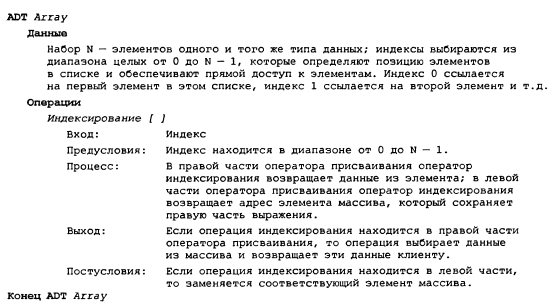 ADT Array
Данные
Набор N — элементов одного и того же типа данных; индексы выбираются из
диапазона целых от 0 до N — 1, которые определяют позицию элементов
в списке и обеспечивают прямой доступ к элементам. Индекс 0 ссылается
на первый элемент в этом списке, индекс 1 ссылается на второй элемент и т.д.
Операции
Индексирование [ ]
Вход: Индекс
Предусловия: Индекс находится в диапазоне от 0 до N — 1.
Процесс: В правой части оператора присваивания оператор
индексирования возвращает данные из элемента; в левой
части оператора присваивания оператор индексирования
возвращает адрес элемента массива, который сохраняет
правую часть выражения.
Выход: Если операция индексирования находится в правой части
оператора присваивания, то операция выбирает данные
из массива и возвращает эти данные клиенту.
Постусловия: Если операция индексирования находится в левой части,
то заменяется соответствующий элемент массива.
Конец ADT Array